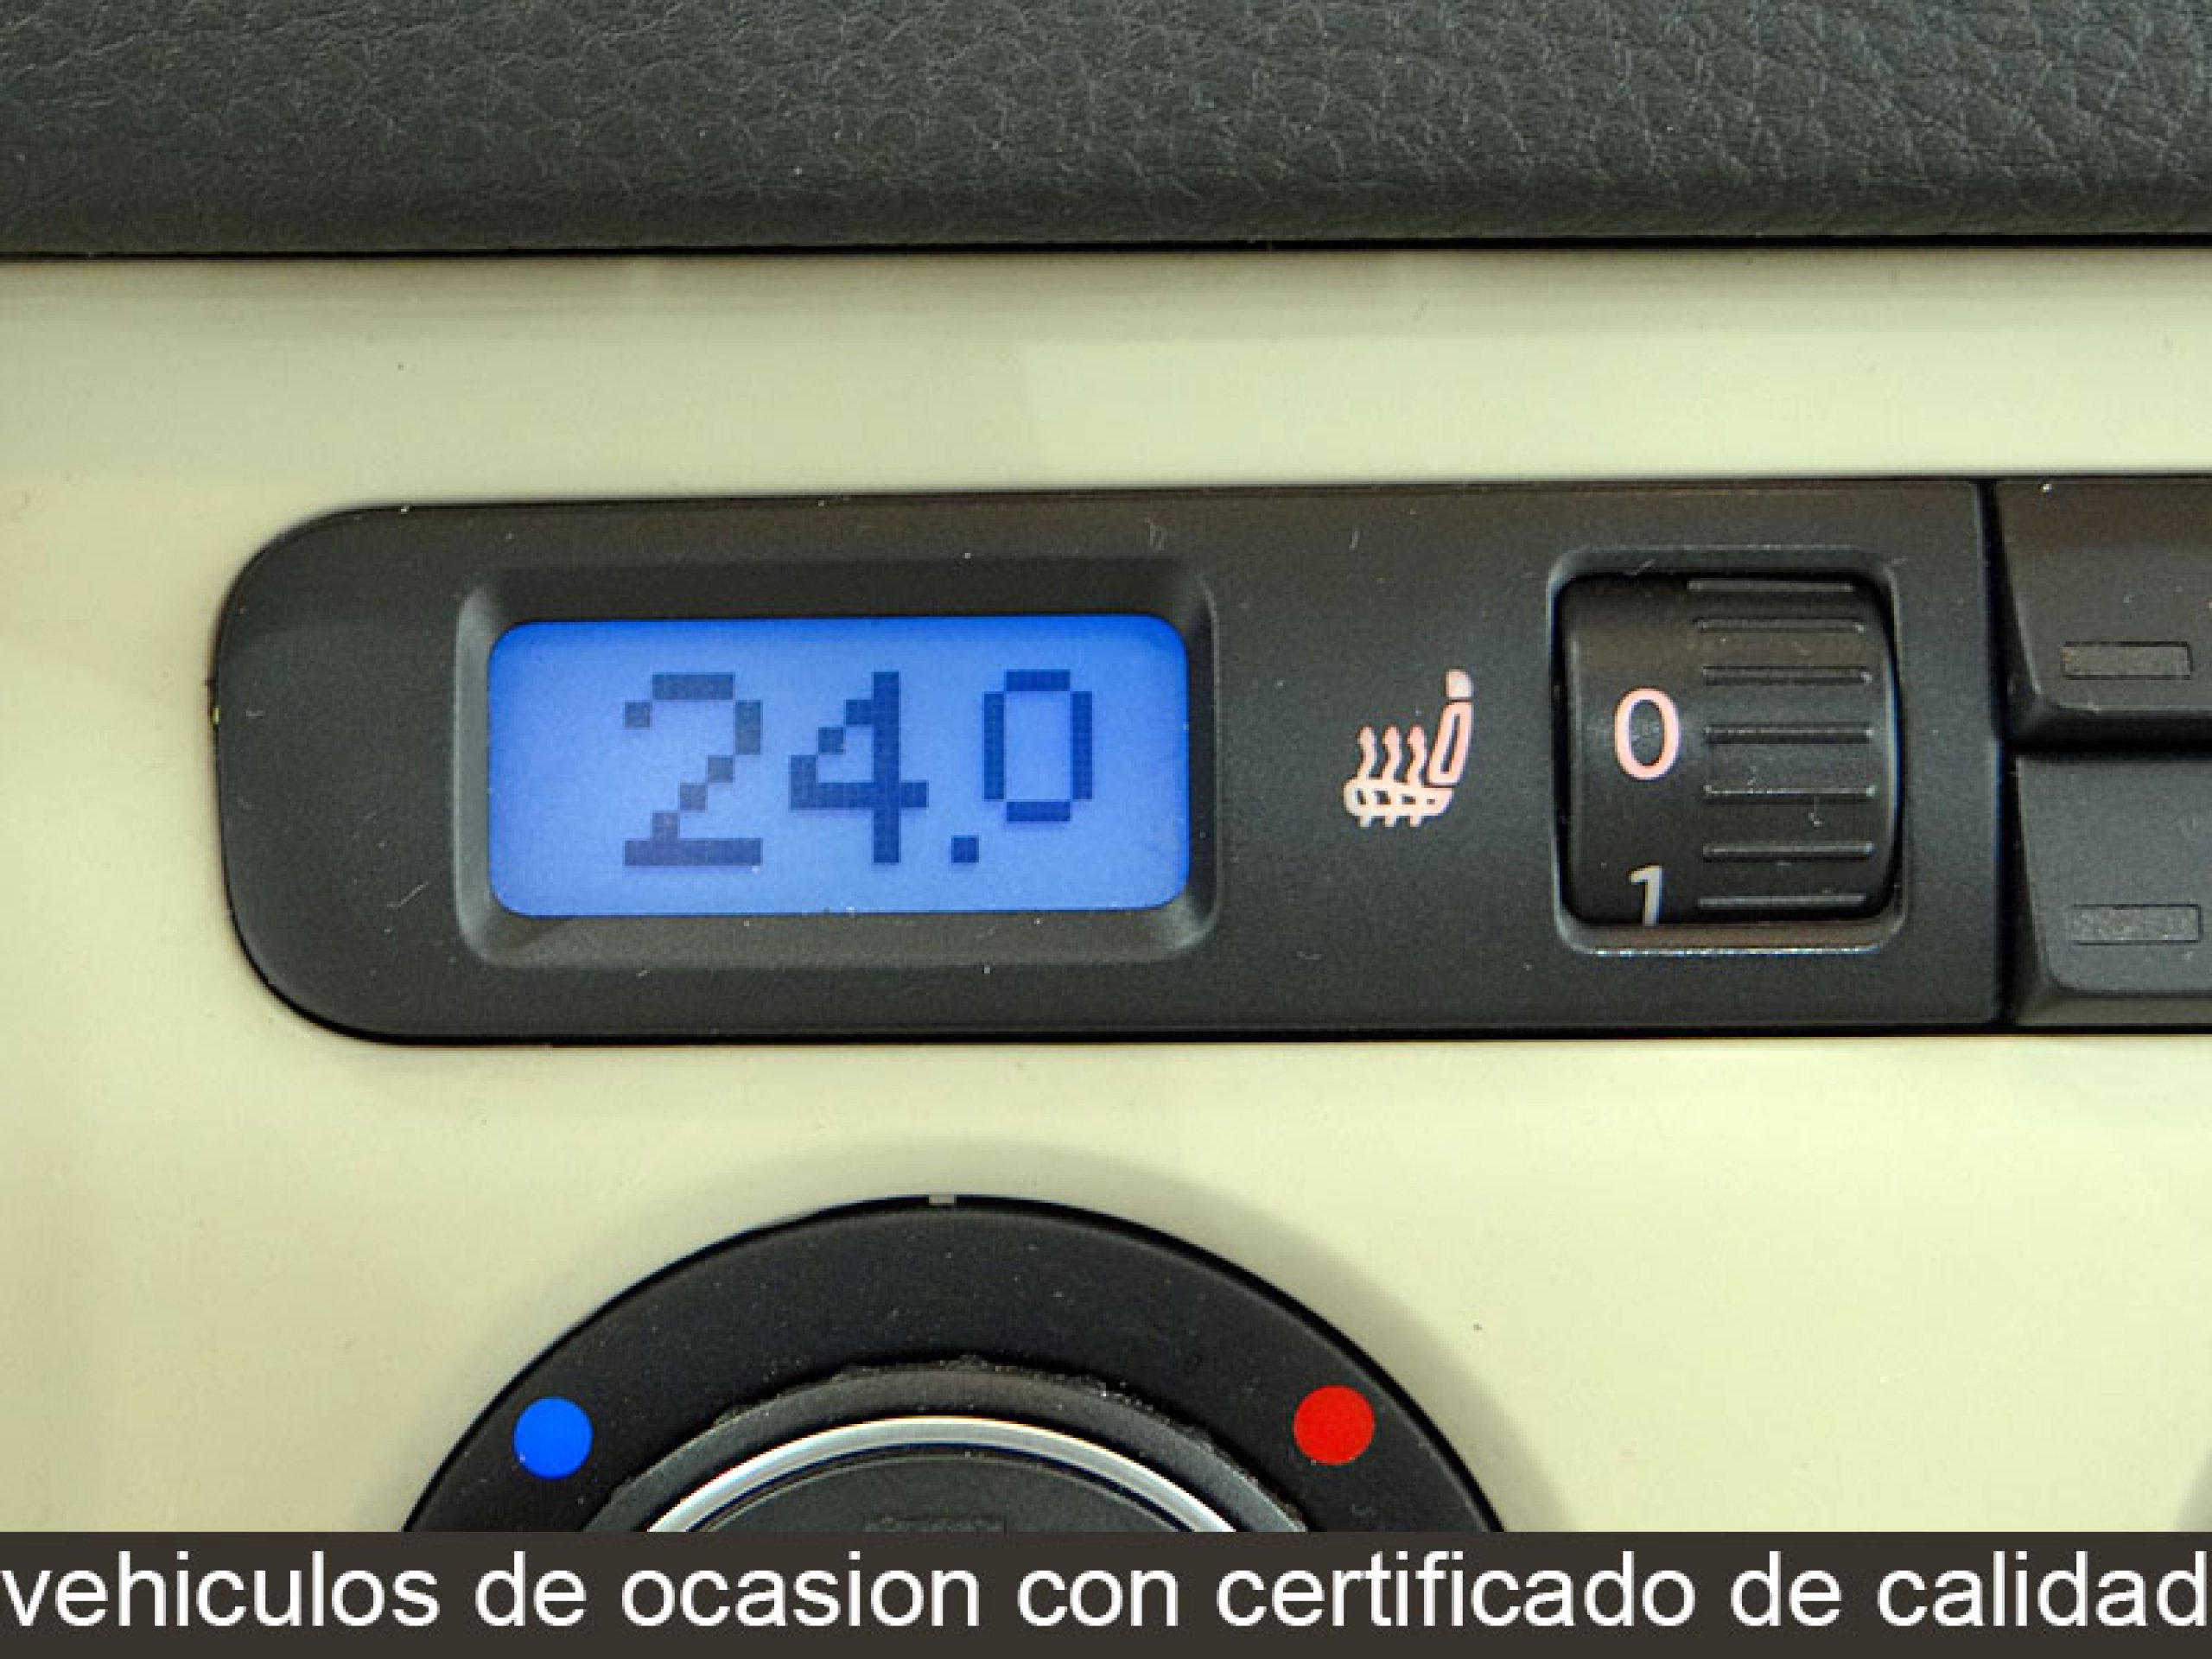 24.0
0
1
vehiculos de ocasion con certificado de calidad